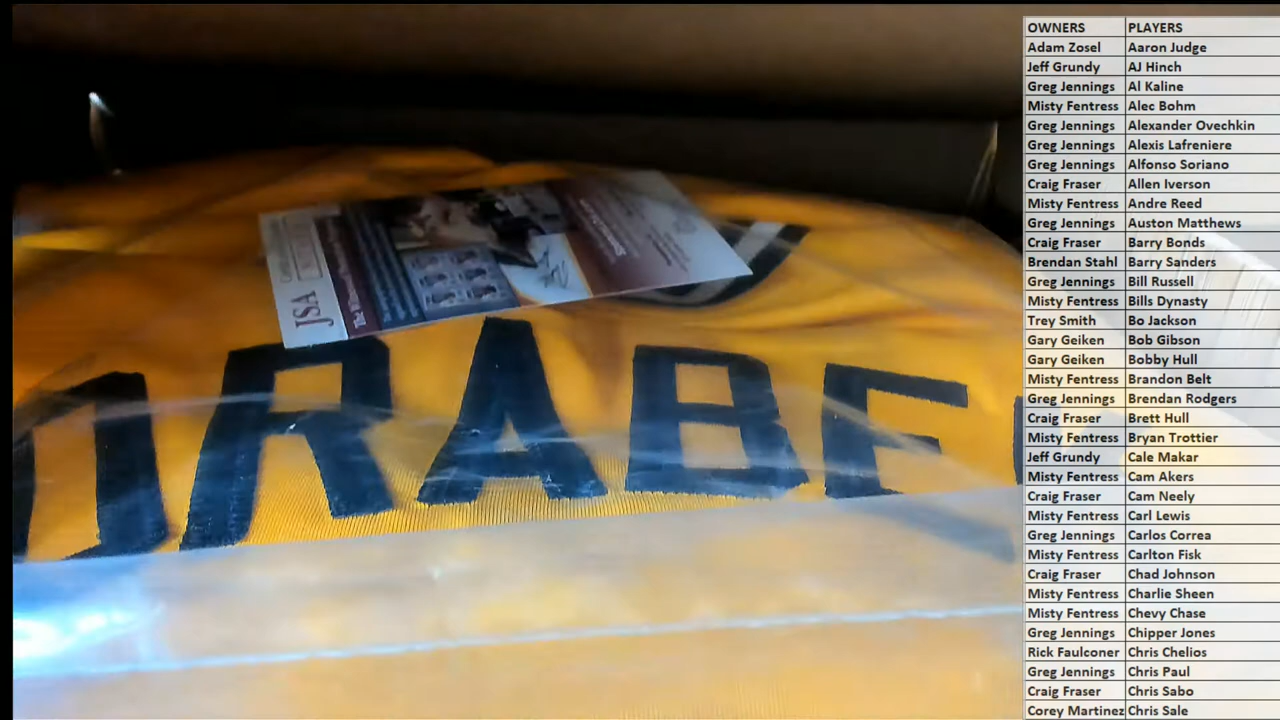 JSA
RABE
OWNERS PLAYERS
Adam Zosel Aaron Judge
Jeff Grundy AJ Hinch
Greg Jennings Al Kaline
Misty Fentress Alec Bohm
Greg Jennings Alexander Ovechkin
Greg Jennings Alexis Lafreniere
Greg Jennings Alfonso Soriano
Craig Fraser Allen Iverson
Misty Fentress Andre Reed
Greg Jennings Auston Matthews
Craig Fraser Barry Bonds
Brendan Stahl Barry Sanders
Greg Jennings Bill Russell
Misty Fentress Bills Dynasty
Trey Smith Bo Jackson
Gary Geiken Bob Gibson
Gary Geiken Bobby Hull
Misty Fentress Brandon Belt
Greg Jennings Brendan Rodgers
Craig Fraser Brett Hull
Misty Fentress Bryan Trottier
Jeff Grundy Cale Makar
Misty Fentress Cam Akers
Craig Fraser Cam Neely
Misty Fentress Carl Lewis
Greg Jennings Carlos Correa
Misty Fentress Carlton Fisk
Craig Fraser Chad Johnson
Misty Fentress Charlie Sheen
Misty Fentress Chevy Chase
Greg Jennings Chipper Jones
Rick Faulconer Chris Chelios
Greg Jennings Chris Paul
Craig Fraser Chris Sabo
Corey Martinez Chris Sale